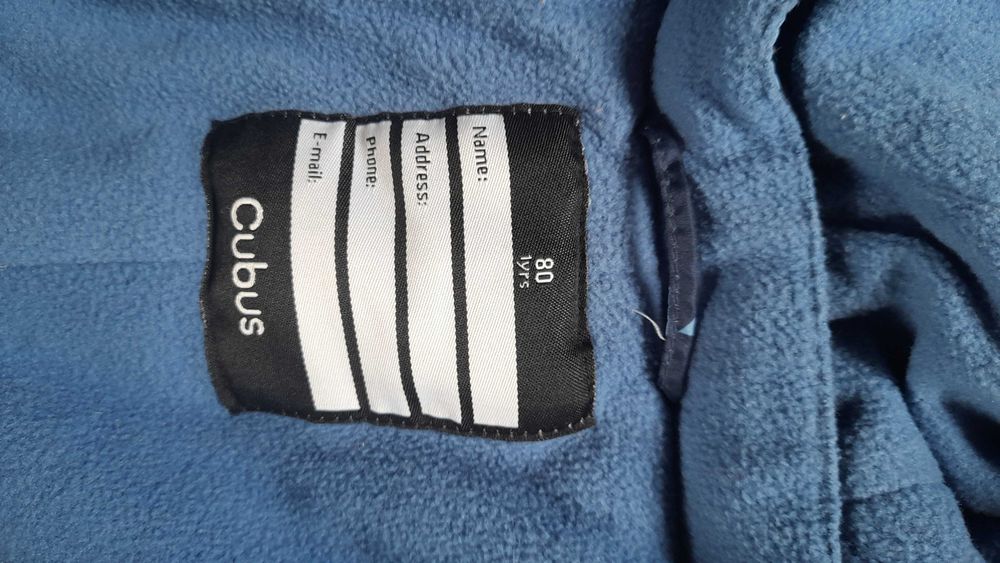 80
1yrs
Name:
Address:
Phone:
E-mail:
Cubus